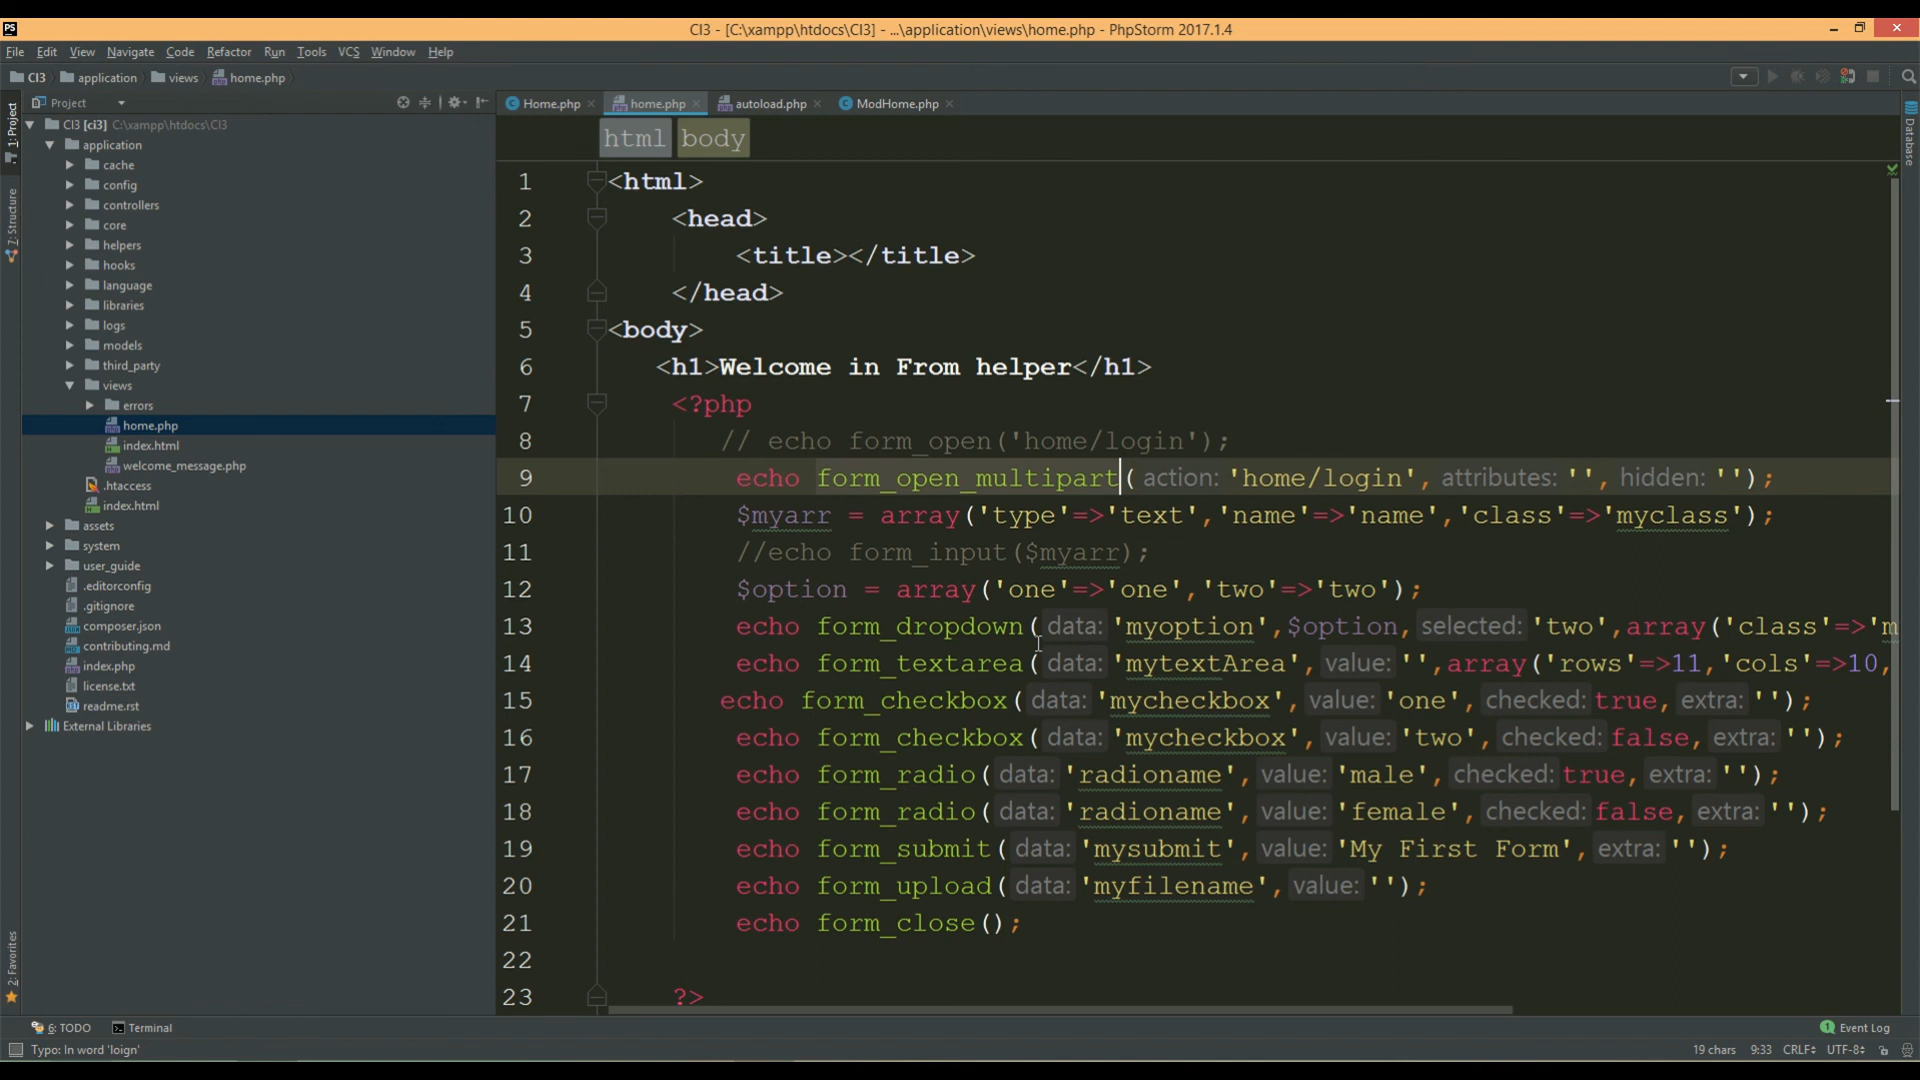 PS
CI3 - [C:\xampp\htdocs\CI3] - ...\application\views\home.php - PhpStorm 2017.1.4
File Edit View Navigate Code Refactor Run Tools VCS Window Help
CI3 application views home.php
Project
Home.php home.php autoload.php ModHome.php
1: Project
7: Structure
2: Favorites
Database
CI3 [ci3] C:\xampp\htdocs\CI3
application
cache
config
controllers
core
helpers
hooks
language
libraries
logs
models
third_party
views
errors
home.php
index.html
welcome_message.php
.htaccess
index.html
assets
system
user_guide
.editorconfig
.gitignore
composer.json
contributing.md
index.php
license.txt
readme.rst
External Libraries
html body
1 <html>
2 <head>
3 <title></title>
4 </head>
5 <body>
6 <h1>Welcome in From helper</h1>
7 <?php
8 // echo form_open('home/login');
9 echo form_open_multipart( action: 'home/login', attributes: '', hidden: '');
10 $myarr = array('type'=>'text','name'=>'name','class'=>'myclass');
11 //echo form_input($myarr);
12 $option = array('one'=>'one','two'=>'two');
13 echo form_dropdown( data: 'myoption',$option, selected: 'two',array('class'=>'m
14 echo form_textarea( data: 'mytextArea', value: '',array('rows'=>11,'cols'=>10,
15 echo form_checkbox( data: 'mycheckbox', value: 'one', checked: true, extra: '');
16 echo form_checkbox( data: 'mycheckbox', value: 'two', checked: false, extra: '');
17 echo form_radio( data: 'radioname', value: 'male', checked: true, extra: '');
18 echo form_radio( data: 'radioname', value: 'female', checked: false, extra: '');
19 echo form_submit( data: 'mysubmit', value: 'My First Form', extra: '');
20 echo form_upload( data: 'myfilename', value: '');
21 echo form_close();
22
23 ?>
6: TODO Terminal 1 Event Log
Typo: In word 'loign' 19 chars 9:33 CRLF UTF-8